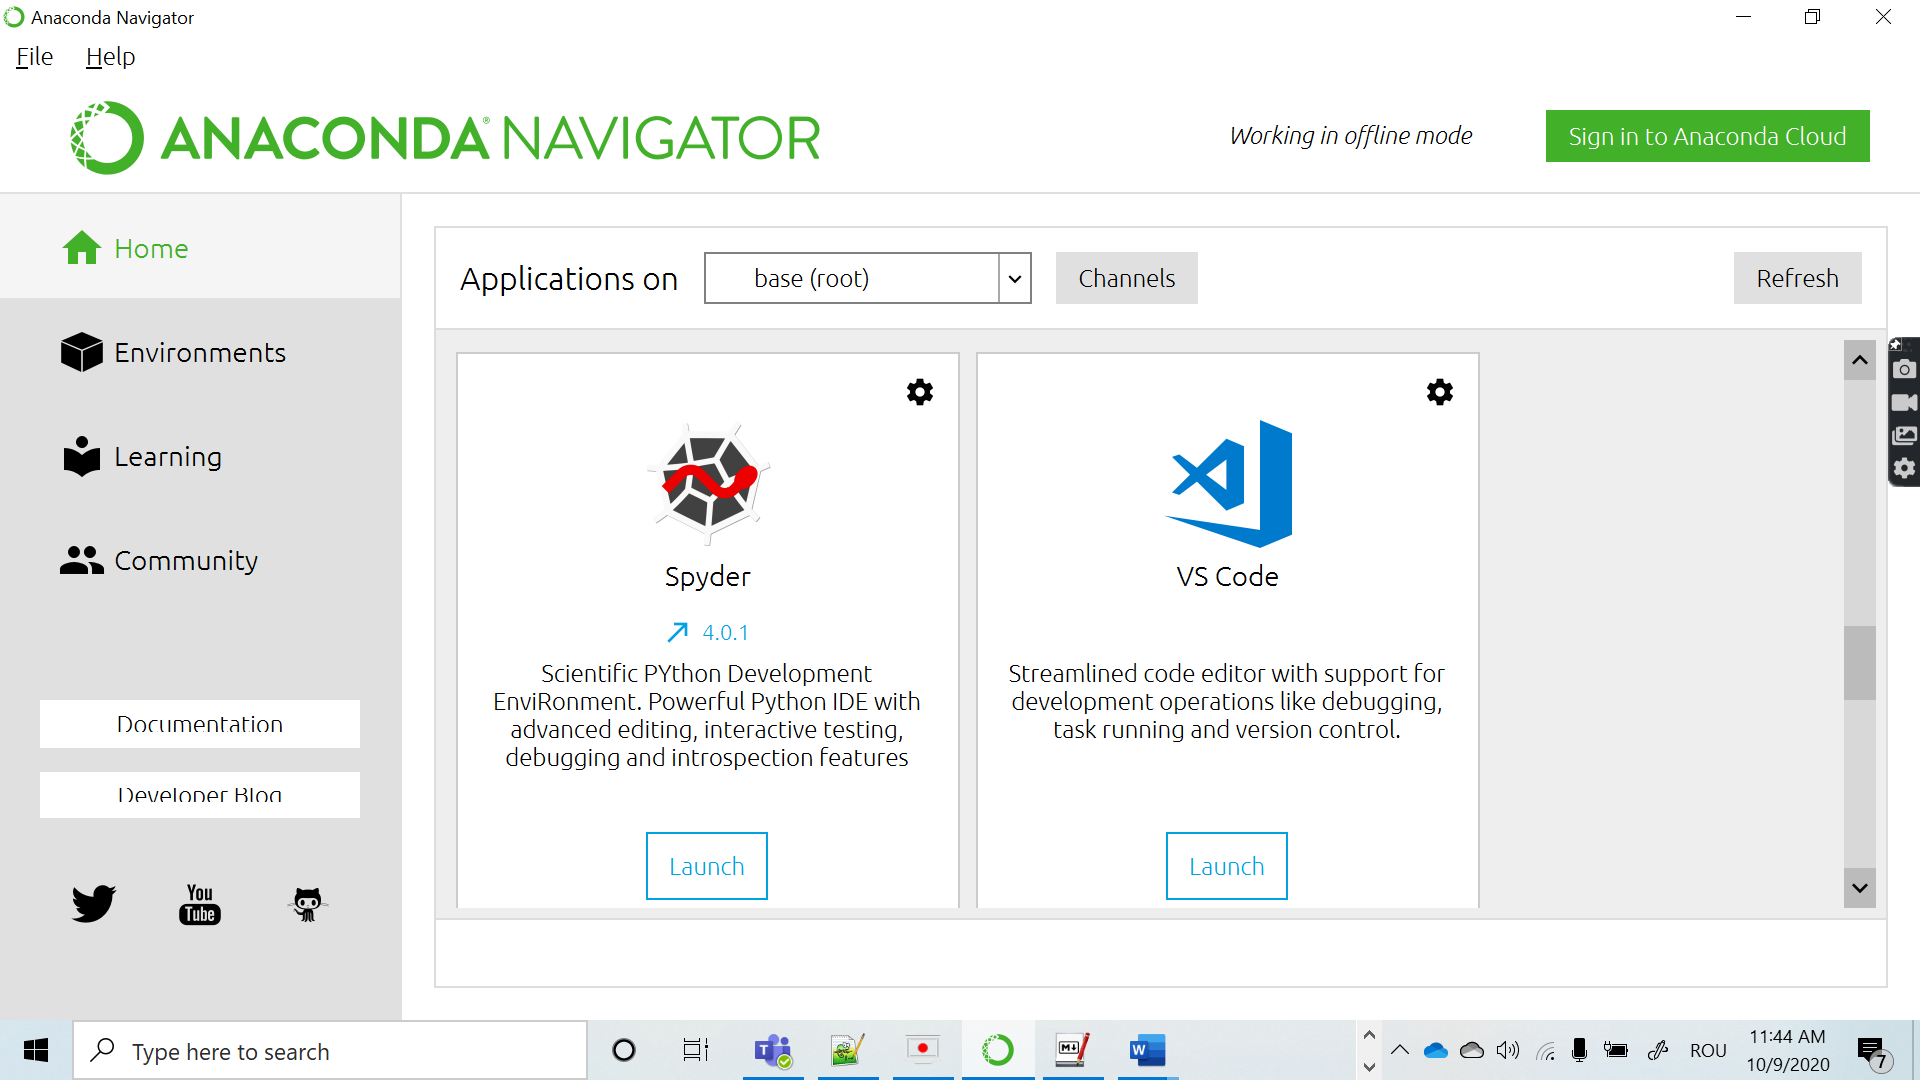 Anaconda Navigator
File Help
ANACONDA® NAVIGATOR
Working in offline mode
Sign in to Anaconda Cloud
Home
Environments
Learning
Community
Documentation
Developer Blog
You
Tube
Applications on
base (root)
Channels
Refresh
Spyder
4.0.1
Scientific PYthon Development
EnviRonment. Powerful Python IDE with
advanced editing, interactive testing,
debugging and introspection features
Launch
VS Code
Streamlined code editor with support for
development operations like debugging,
task running and version control.
Launch
Type here to search
ROU
11:44 AM
10/9/2020
7